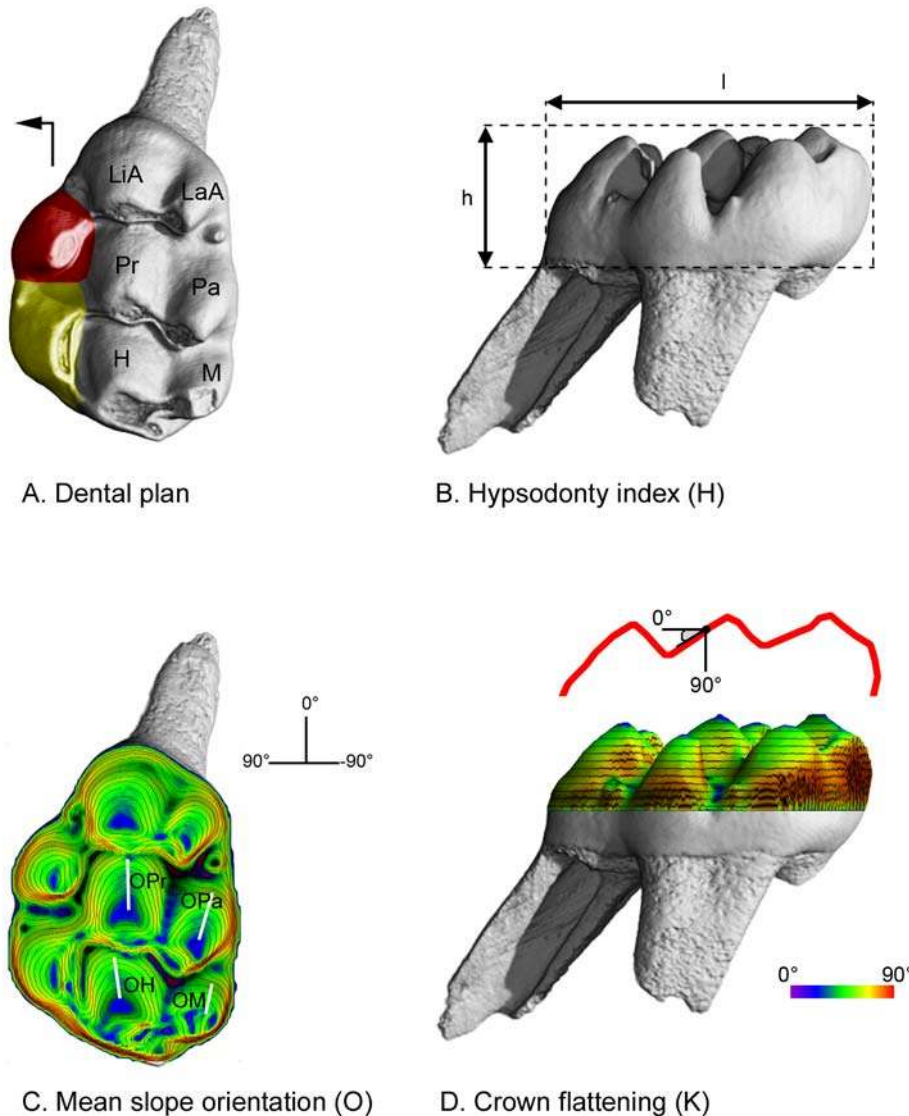 LiA
LaA
Pr
Pa
H
M
A. Dental plan
l
h
B. Hypsodonty index (H)
0°
90°
-90°
OPr
OPa
OH
OM
C. Mean slope orientation (O)
0°
90°
0°
90°
D. Crown flattening (K)